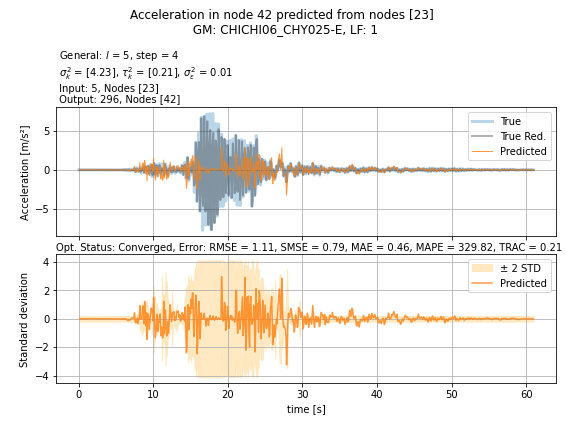 Acceleration in node 42 predicted from nodes [23]
GM: CHICHI06_CHY025-E, LF: 1
General: l = 5, step = 4
σ²ₖ = [4.23], τ²ₖ = [0.21], σ²ε = 0.01
Input: 5, Nodes [23]
Output: 296, Nodes [42]
Acceleration [m/s²]
5
0
−5
True
True Red.
Predicted
Opt. Status: Converged, Error: RMSE = 1.11, SMSE = 0.79, MAE = 0.46, MAPE = 329.82, TRAC = 0.21
Standard deviation
4
2
0
−2
−4
± 2 STD
Predicted
0 10 20 30 40 50 60
time [s]